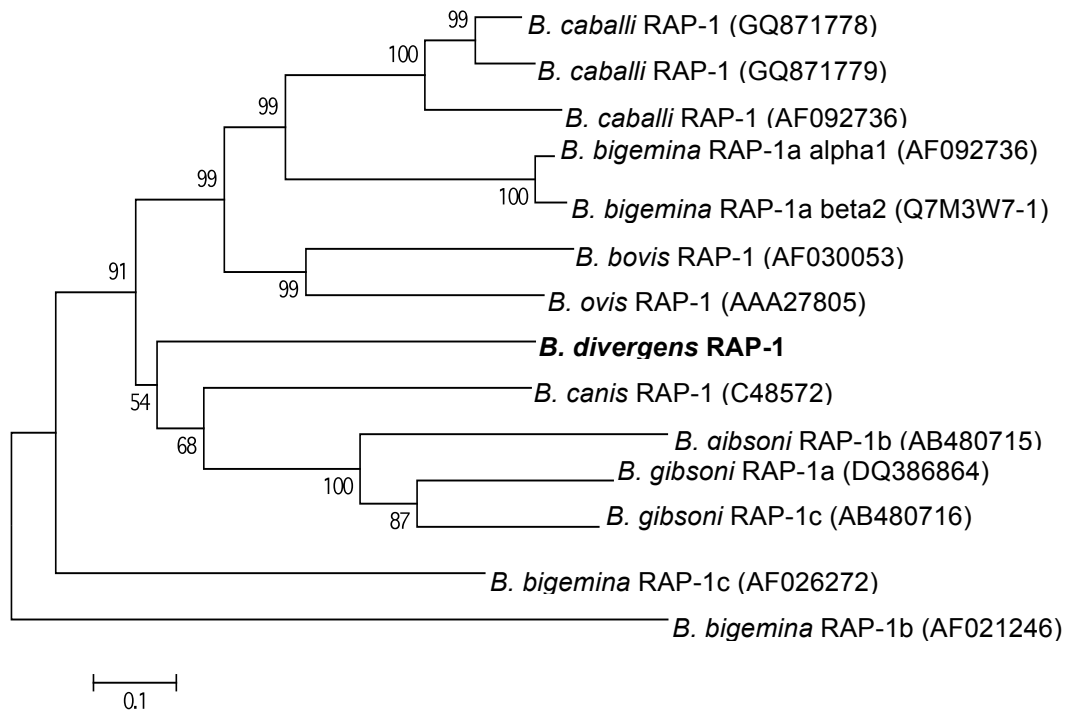 99
B. caballi RAP-1 (GQ871778)
100
B. caballi RAP-1 (GQ871779)
99
B. caballi RAP-1 (AF092736)
B. bigemina RAP-1a alpha1 (AF092736)
99
100
B. bigemina RAP-1a beta2 (Q7M3W7-1)
B. bovis RAP-1 (AF030053)
91
99
B. ovis RAP-1 (AAA27805)
B. divergens RAP-1
54
B. canis RAP-1 (C48572)
68
B. gibsoni RAP-1b (AB480715)
B. gibsoni RAP-1a (DQ386864)
100
87
B. gibsoni RAP-1c (AB480716)
B. bigemina RAP-1c (AF026272)
B. bigemina RAP-1b (AF021246)
0.1